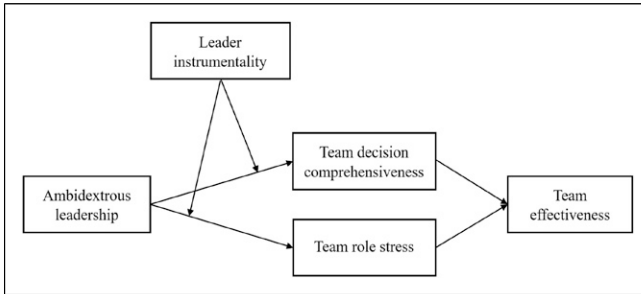 Leader
instrumentality
Team decision
comprehensiveness
Ambidextrous
leadership
Team
effectiveness
Team role stress